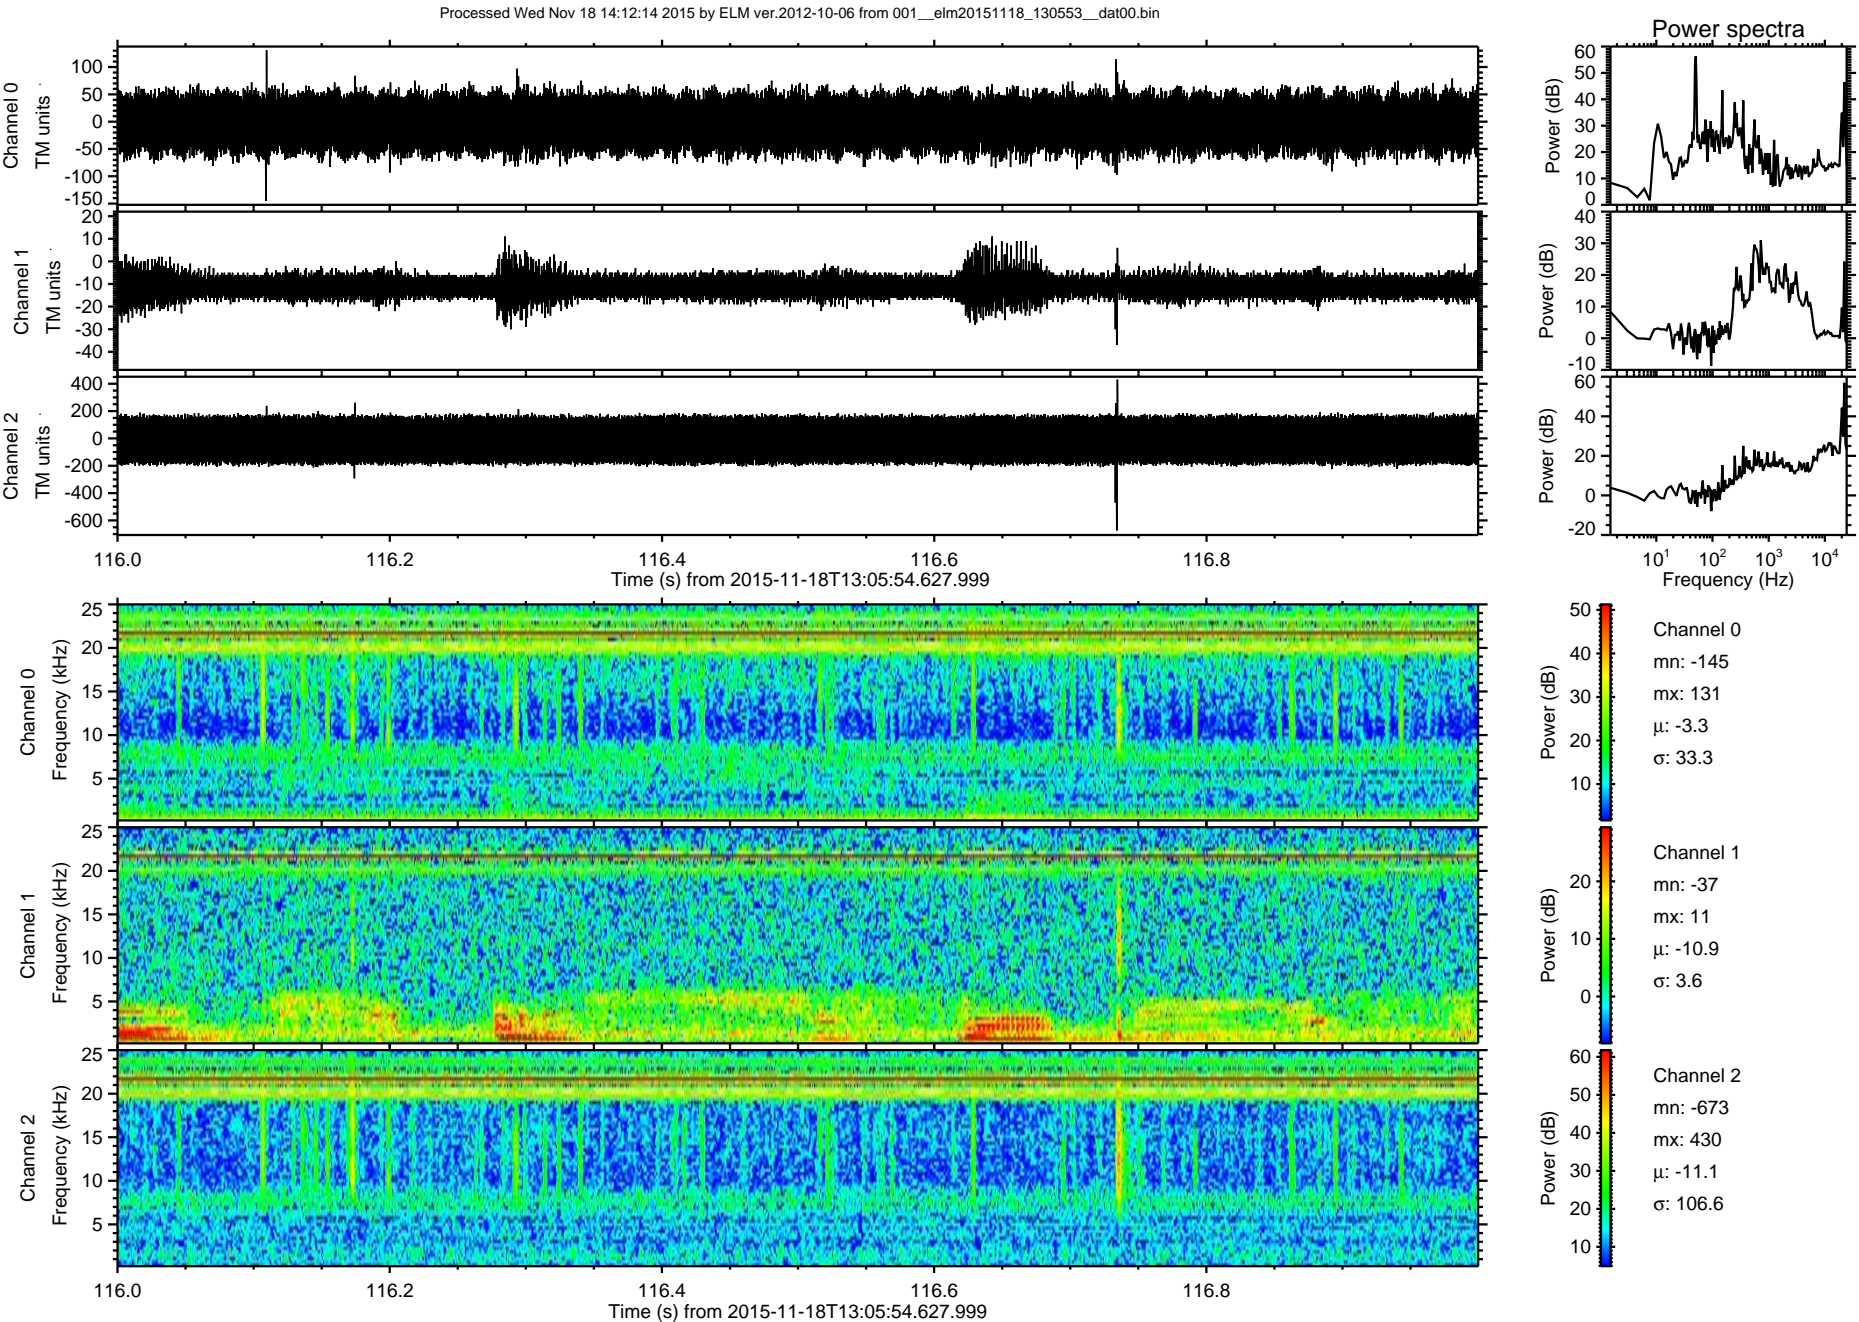 Processed Wed Nov 18 14:12:14 2015 by ELM ver.2012-10-06 from 001__elm20151118_130553__dat00.bin
Power spectra
Channel 0
TM units
100
50
0
-50
-100
-150
Power (dB)
60
50
40
30
20
10
0
Channel 1
TM units
20
10
0
-10
-20
-30
-40
Power (dB)
40
30
20
10
0
-10
Channel 2
TM units
400
200
0
-200
-400
-600
Power (dB)
60
40
20
0
-20
116.0 116.2 116.4 116.6 116.8
Time (s) from 2015-11-18T13:05:54.627.999
10^1 10^2 10^3 10^4
Frequency (Hz)
Channel 0
Frequency (kHz)
25
20
15
10
5
Power (dB)
50
40
30
20
10
Channel 0
mn: -145
mx: 131
µ: -3.3
σ: 33.3
Channel 1
Frequency (kHz)
25
20
15
10
5
Power (dB)
20
10
0
Channel 1
mn: -37
mx: 11
µ: -10.9
σ: 3.6
Channel 2
Frequency (kHz)
25
20
15
10
5
Power (dB)
60
50
40
30
20
10
Channel 2
mn: -673
mx: 430
µ: -11.1
σ: 106.6
116.0 116.2 116.4 116.6 116.8
Time (s) from 2015-11-18T13:05:54.627.999